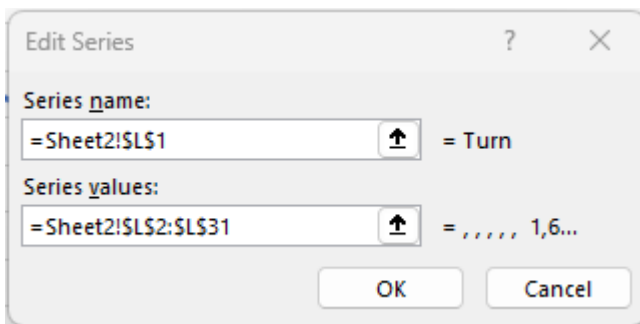 Edit Series ? ×
Series name:
=Sheet2!$L$1 = Turn
Series values:
=Sheet2!$L$2:$L$31 = , , , , , 1,6...
OK Cancel